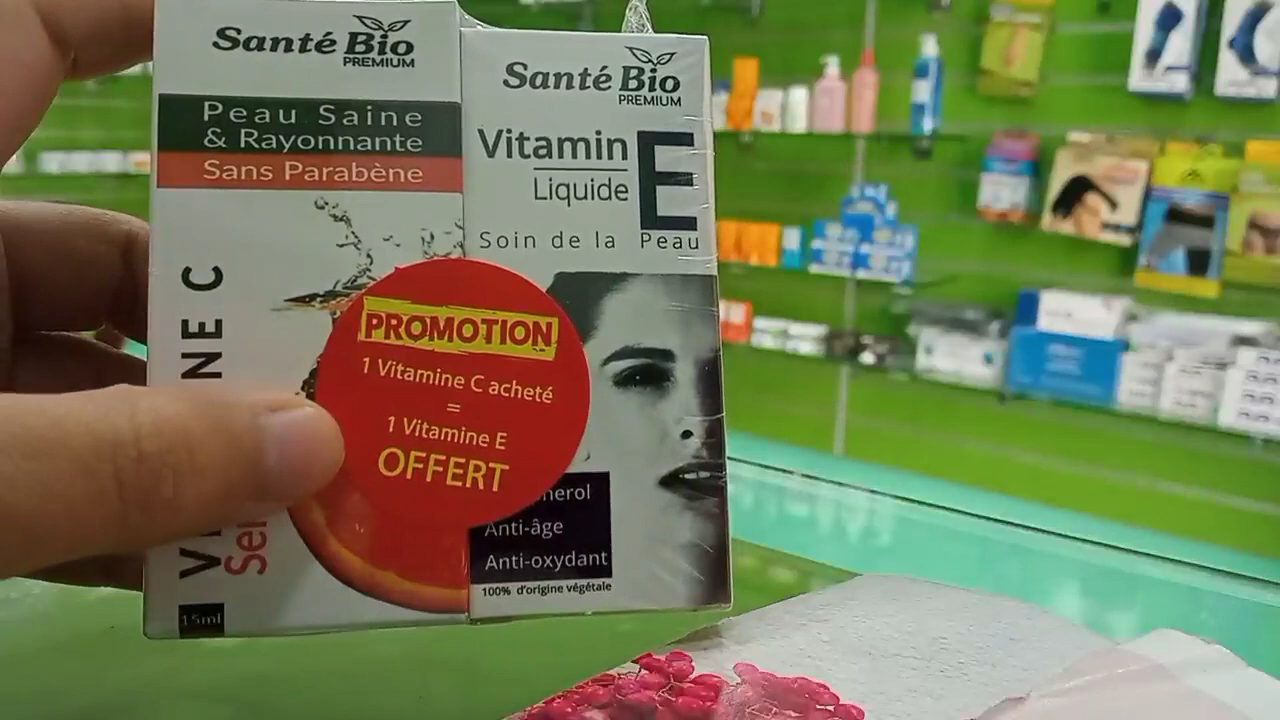 Santé Bio
PREMIUM
Peau Saine
& Rayonnante
Sans Parabène
15ml
Santé Bio
PREMIUM
Vitamin E
Liquide
Soin de la Peau
PROMOTION
1 Vitamine C acheté
=
1 Vitamine E
OFFERT
Anti-âge
Anti-oxydant
100% d'origine végétale